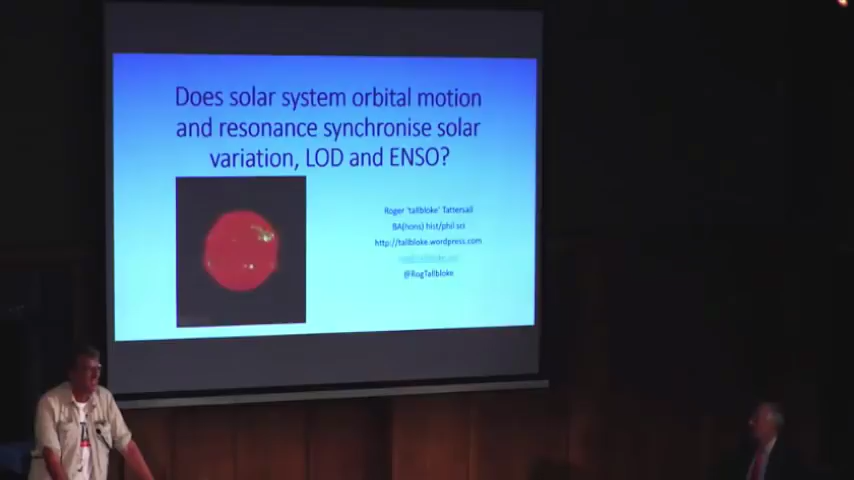 Does solar system orbital motion
and resonance synchronise solar
variation, LOD and ENSO?
Roger 'tallbloke' Tattersall
BA(hons) hist/phil sci
http://tallbloke.wordpress.com
@RogTallbloke